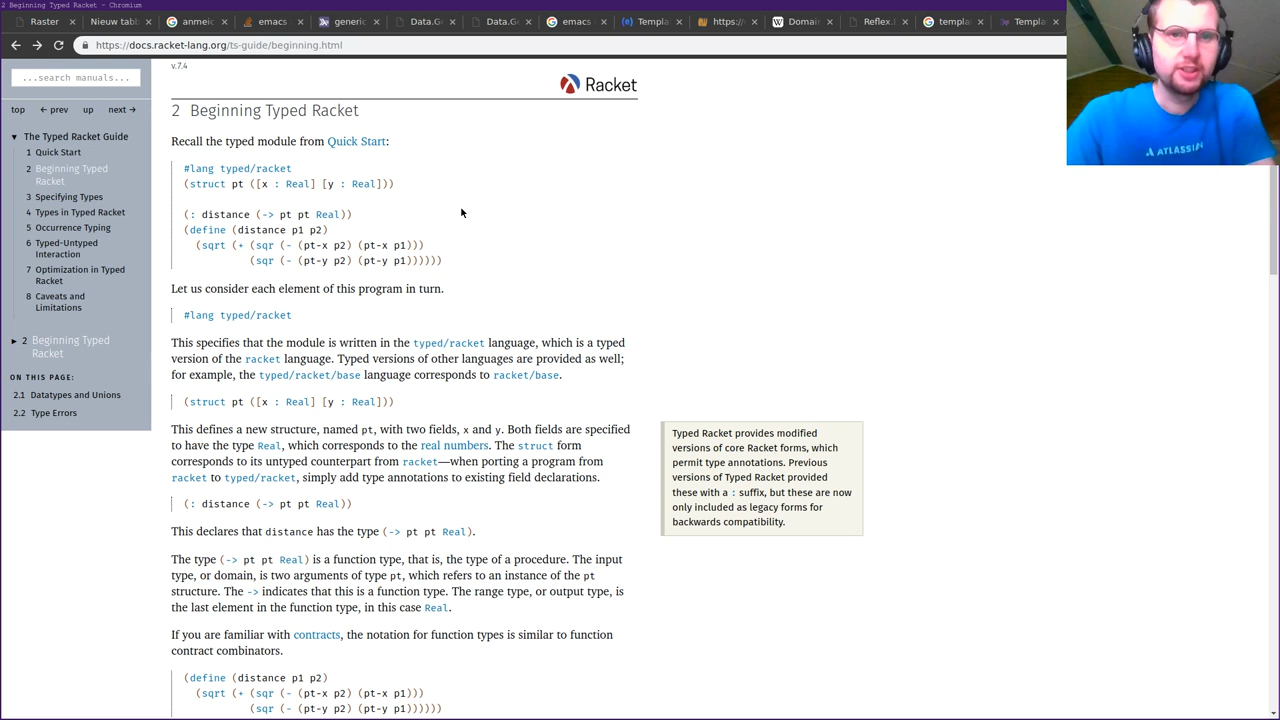 2 Beginning Typed Racket - Chromium
Raster
Nieuw tabb
anmei
emacs
generic
Data.Ge
Data.Ge
emacs
Templa
https://
Domain
Reflex.D
templat
Templa
https://docs.racket-lang.org/ts-guide/beginning.html
...search manuals...
top ← prev up next →
▼ The Typed Racket Guide
1 Quick Start
2 Beginning Typed
Racket
3 Specifying Types
4 Types in Typed Racket
5 Occurrence Typing
6 Typed-Untyped
Interaction
7 Optimization in Typed
Racket
8 Caveats and
Limitations
► 2 Beginning Typed
Racket
ON THIS PAGE:
2.1 Datatypes and Unions
2.2 Type Errors
v.7.4
Racket
2 Beginning Typed Racket
Recall the typed module from Quick Start:
#lang typed/racket
(struct pt ([x : Real] [y : Real]))
(: distance (-> pt pt Real))
(define (distance p1 p2)
(sqrt (+ (sqr (- (pt-x p2) (pt-x p1)))
(sqr (- (pt-y p2) (pt-y p1))))))
Let us consider each element of this program in turn.
#lang typed/racket
This specifies that the module is written in the typed/racket language, which is a typed
version of the racket language. Typed versions of other languages are provided as well;
for example, the typed/racket/base language corresponds to racket/base.
(struct pt ([x : Real] [y : Real]))
This defines a new structure, named pt, with two fields, x and y. Both fields are specified
to have the type Real, which corresponds to the real numbers. The struct form
corresponds to its untyped counterpart from racket—when porting a program from
racket to typed/racket, simply add type annotations to existing field declarations.
Typed Racket provides modified
versions of core Racket forms, which
permit type annotations. Previous
versions of Typed Racket provided
these with a : suffix, but these are now
only included as legacy forms for
backwards compatibility.
(: distance (-> pt pt Real))
This declares that distance has the type (-> pt pt Real).
The type (-> pt pt Real) is a function type, that is, the type of a procedure. The input
type, or domain, is two arguments of type pt, which refers to an instance of the pt
structure. The -> indicates that this is a function type. The range type, or output type, is
the last element in the function type, in this case Real.
If you are familiar with contracts, the notation for function types is similar to function
contract combinators.
(define (distance p1 p2)
(sqrt (+ (sqr (- (pt-x p2) (pt-x p1)))
(sqr (- (pt-y p2) (pt-y p1))))))
ATLASSIAN